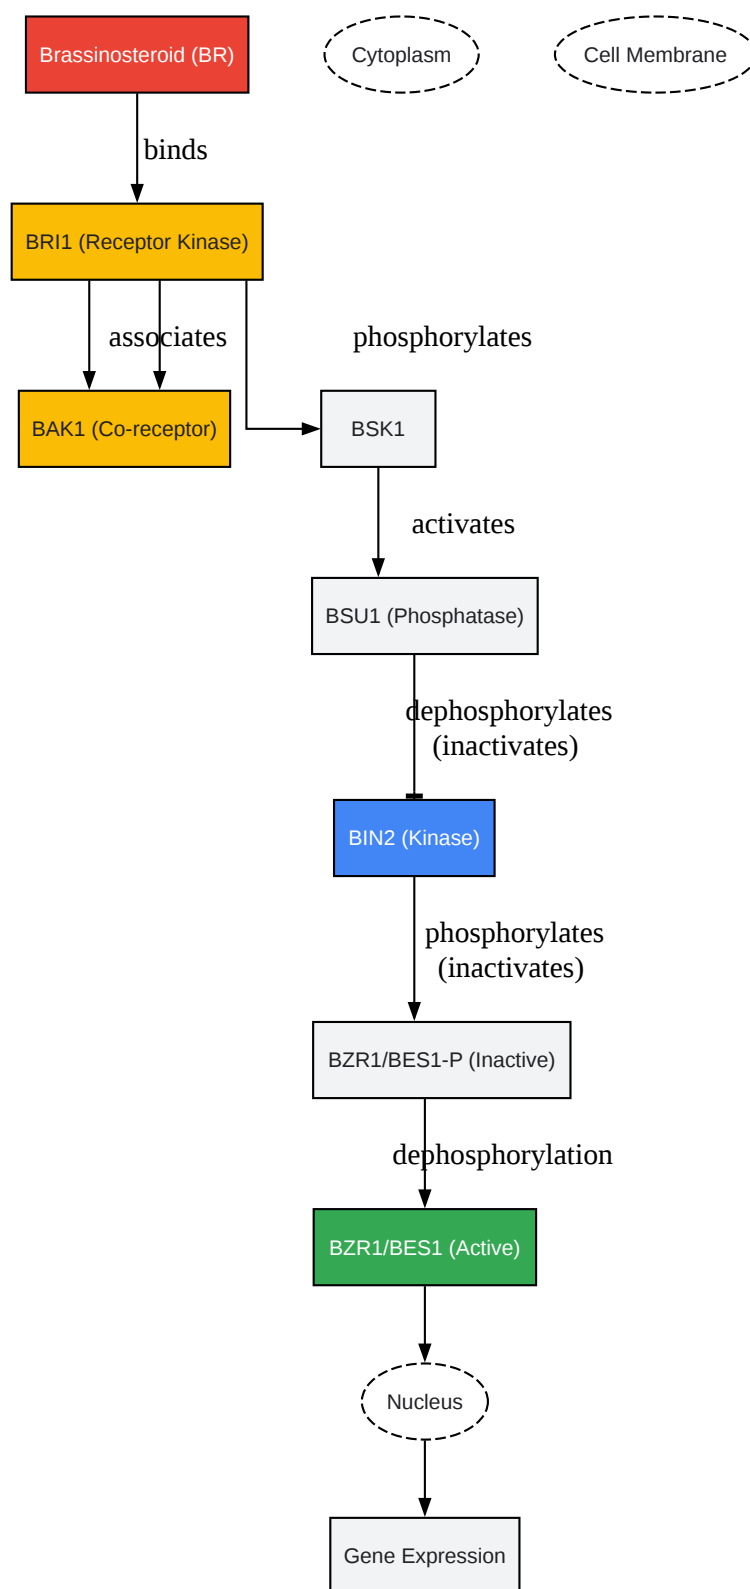 Brassinosteroid (BR)
Cytoplasm
Cell Membrane
binds
BRI1 (Receptor Kinase)
associates
phosphorylates
BAK1 (Co-receptor)
BSK1
activates
BSU1 (Phosphatase)
dephosphorylates
(inactivates)
BIN2 (Kinase)
phosphorylates
(inactivates)
BZR1/BES1-P (Inactive)
dephosphorylation
BZR1/BES1 (Active)
Nucleus
Gene Expression